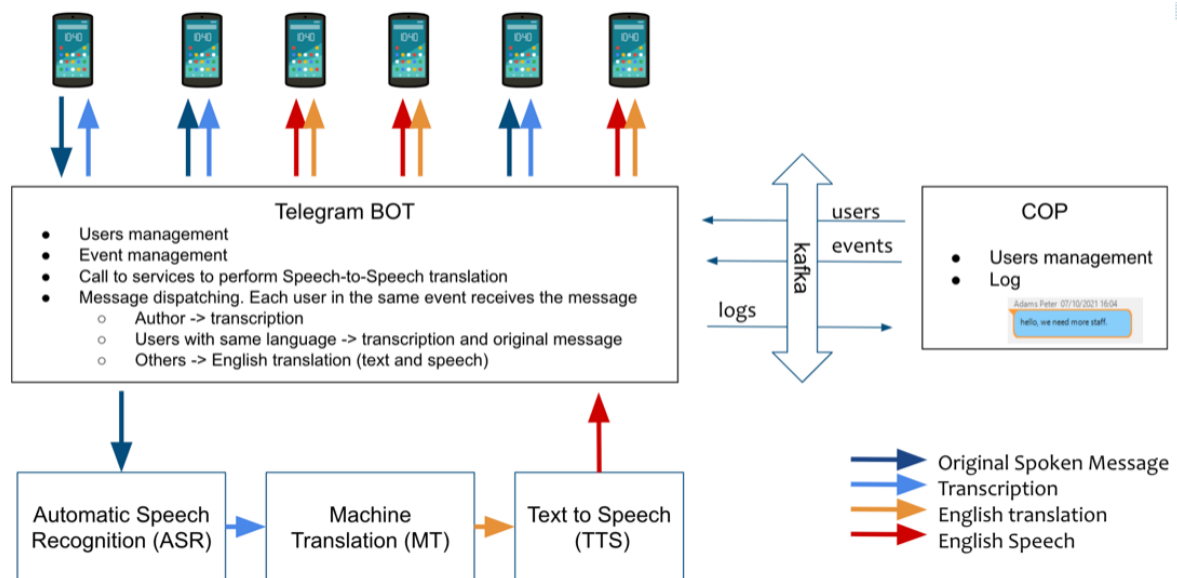 10:40
10:40
10:40
10:40
10:40
10:40
Telegram BOT
● Users management
● Event management
● Call to services to perform Speech-to-Speech translation
● Message dispatching. Each user in the same event receives the message
○ Author -> transcription
○ Users with same language -> transcription and original message
○ Others -> English translation (text and speech)
kafka
users
events
logs
COP
● Users management
● Log
Adams Peter 07/10/2021 16:04
hello, we need more staff.
Automatic Speech
Recognition (ASR)
Machine
Translation (MT)
Text to Speech
(TTS)
Original Spoken Message
Transcription
English translation
English Speech